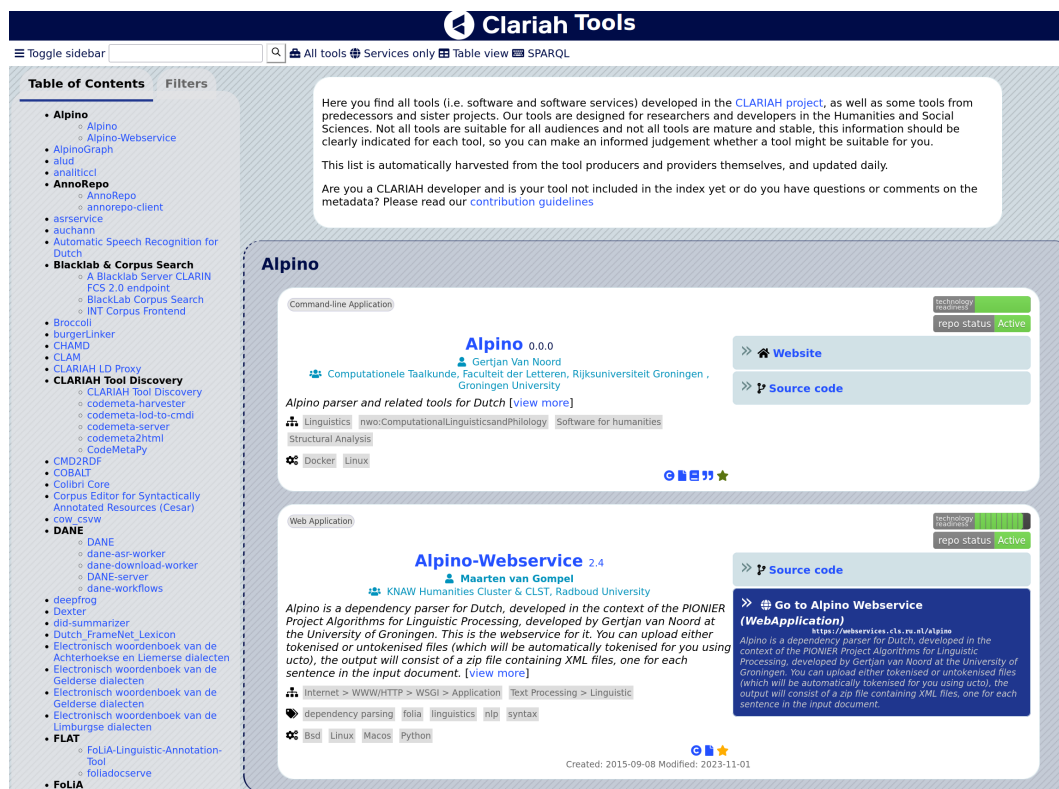 Clariah Tools
Toggle sidebar All tools Services only Table view SPARQL
Table of Contents Filters
Alpino
Alpino
Alpino-Webservice
AlpinoGraph
alud
analiticcl
AnnoRepo
AnnoRepo
annorepo-client
asrservice
auchann
Automatic Speech Recognition for
Dutch
Blacklab & Corpus Search
A Blacklab Server CLARIN
FCS 2.0 endpoint
BlackLab Corpus Search
INT Corpus Frontend
Broccoli
burgerLinker
CHAMD
CLAM
CLARIAH LD Proxy
CLARIAH Tool Discovery
CLARIAH Tool Discovery
codemeta-harvester
codemeta-lod-to-cmdi
codemeta-server
codemeta2html
CodeMetaPy
CMD2RDF
COBALT
Colibri Core
Corpus Editor for Syntactically
Annotated Resources (Cesar)
cow_csvw
DANE
DANE
dane-asr-worker
dane-download-worker
DANE-server
dane-workflows
deepfrog
Dexter
did-summarizer
Dutch_FrameNet_Lexicon
Electronisch woordenboek van de
Achterhoekse en Liemerse dialecten
Electronisch woordenboek van de
Gelderse dialecten
Electronisch woordenboek van de
Gelderse dialecten
Electronisch woordenboek van de
Limburgse dialecten
FLAT
FoLiA-Linguistic-Annotation-
Tool
foliadocserve
FoLiA
Here you find all tools (i.e. software and software services) developed in the CLARIAH project, as well as some tools from
predecessors and sister projects. Our tools are designed for researchers and developers in the Humanities and Social
Sciences. Not all tools are suitable for all audiences and not all tools are mature and stable, this information should be
clearly indicated for each tool, so you can make an informed judgement whether a tool might be suitable for you.
This list is automatically harvested from the tool producers and providers themselves, and updated daily.
Are you a CLARIAH developer and is your tool not included in the index yet or do you have questions or comments on the
metadata? Please read our contribution guidelines
Alpino
Command-line Application
technology
readiness
repo status Active
Alpino 0.0.0
Gertjan Van Noord
Computationele Taalkunde, Faculteit der Letteren, Rijksuniversiteit Groningen ,
Groningen University
Alpino parser and related tools for Dutch [view more]
Linguistics nwo:ComputationalLinguisticsandPhilology Software for humanities
Structural Analysis
Docker Linux
Website
Source code
Web Application
technology
readiness
repo status Active
Alpino-Webservice 2.4
Maarten van Gompel
KNAW Humanities Cluster & CLST, Radboud University
Alpino is a dependency parser for Dutch, developed in the context of the PIONIER
Project Algorithms for Linguistic Processing, developed by Gertjan van Noord at
the University of Groningen. This is the webservice for it. You can upload either
tokenised or untokenised files (which will be automatically tokenised for you using
ucto), the output will consist of a zip file containing XML files, one for each
sentence in the input document. [view more]
Internet > WWW/HTTP > WSGI > Application Text Processing > Linguistic
dependency parsing folia linguistics nlp syntax
Bsd Linux Macos Python
Created: 2015-09-08 Modified: 2023-11-01
Source code
Go to Alpino Webservice
(WebApplication)
https://webservices.cls.ru.nl/alpino
Alpino is a dependency parser for Dutch, developed in the
context of the PIONIER Project Algorithms for Linguistic
Processing, developed by Gertjan van Noord at the University of
Groningen. You can upload either tokenised or untokenised files
(which will be automatically tokenised for you using ucto), the
output will consist of a zip file containing XML files, one for each
sentence in the input document.